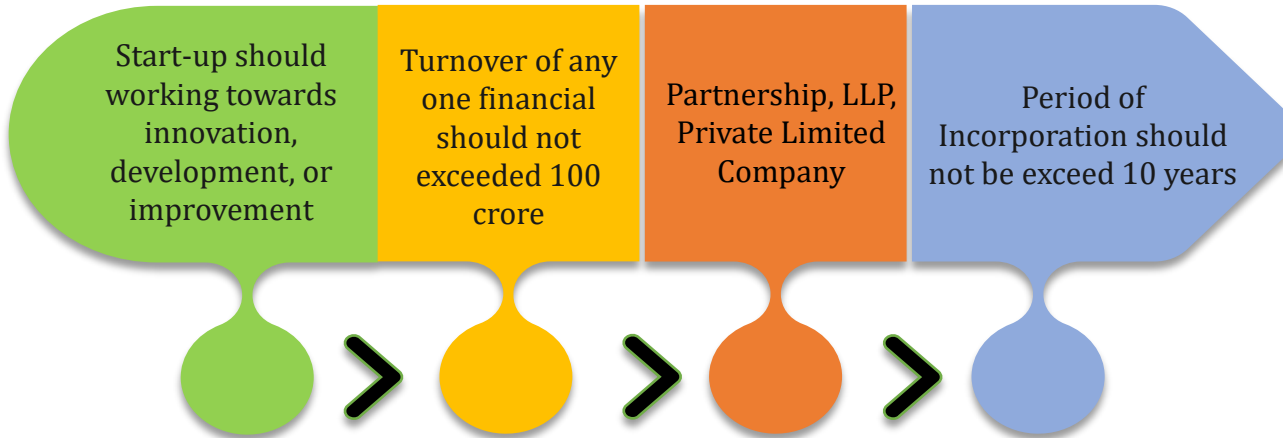 Start-up should
working towards
innovation,
development, or
improvement
Turnover of any
one financial
should not
exceeded 100
crore
Partnership, LLP,
Private Limited
Company
Period of
Incorporation should
not be exceed 10 years